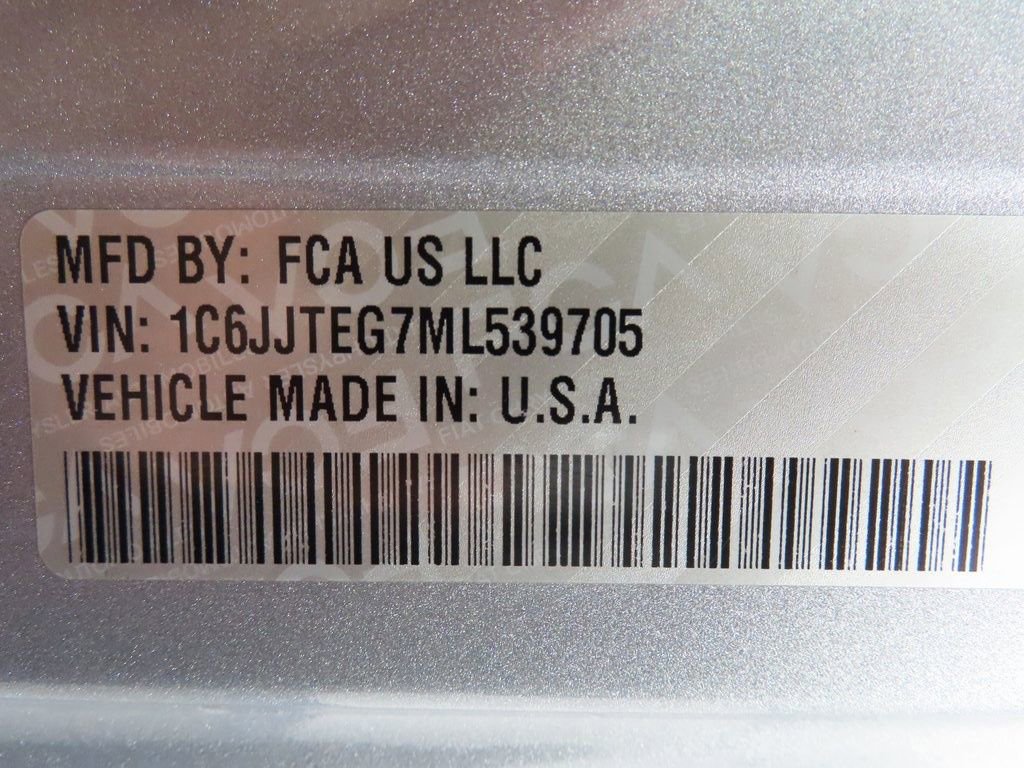 MFD BY: FCA US LLC
VIN: 1C6JJTEG7ML539705
VEHICLE MADE IN: U.S.A.